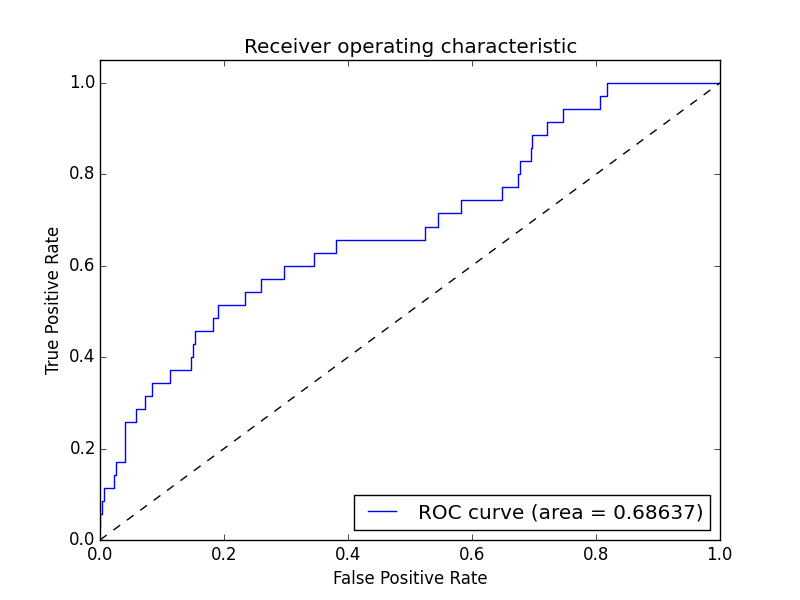 Receiver operating characteristic
1.0
0.8
0.6
0.4
0.2
0.0
True Positive Rate
ROC curve (area = 0.68637)
0.0 0.2 0.4 0.6 0.8 1.0
False Positive Rate